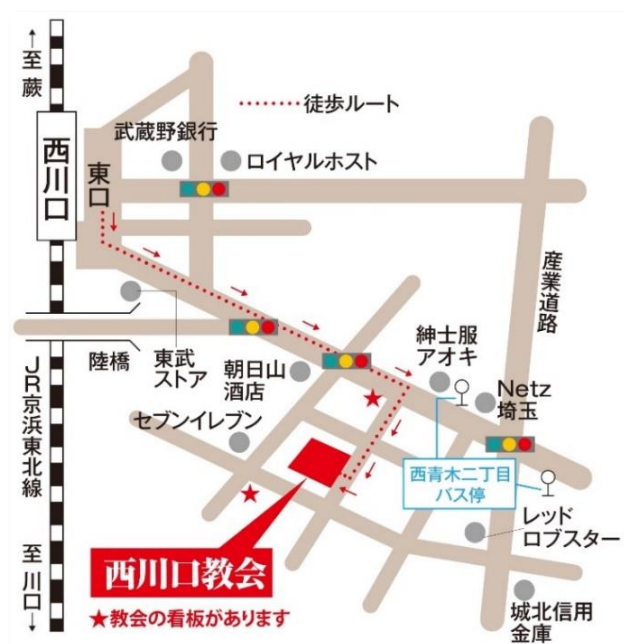 ←至 蕨
西川口
東口
徒歩ルート
武蔵野銀行
ロイヤルホスト
産業道路
陸橋
東武
ストア
朝日山
酒店
紳士服
アオキ
Netz
埼玉
セブンイレブン
西青木二丁目
バス停
レッド
ロブスター
JR京浜東北線
至 川口→
西川口教会
★教会の看板があります
城北信用
金庫